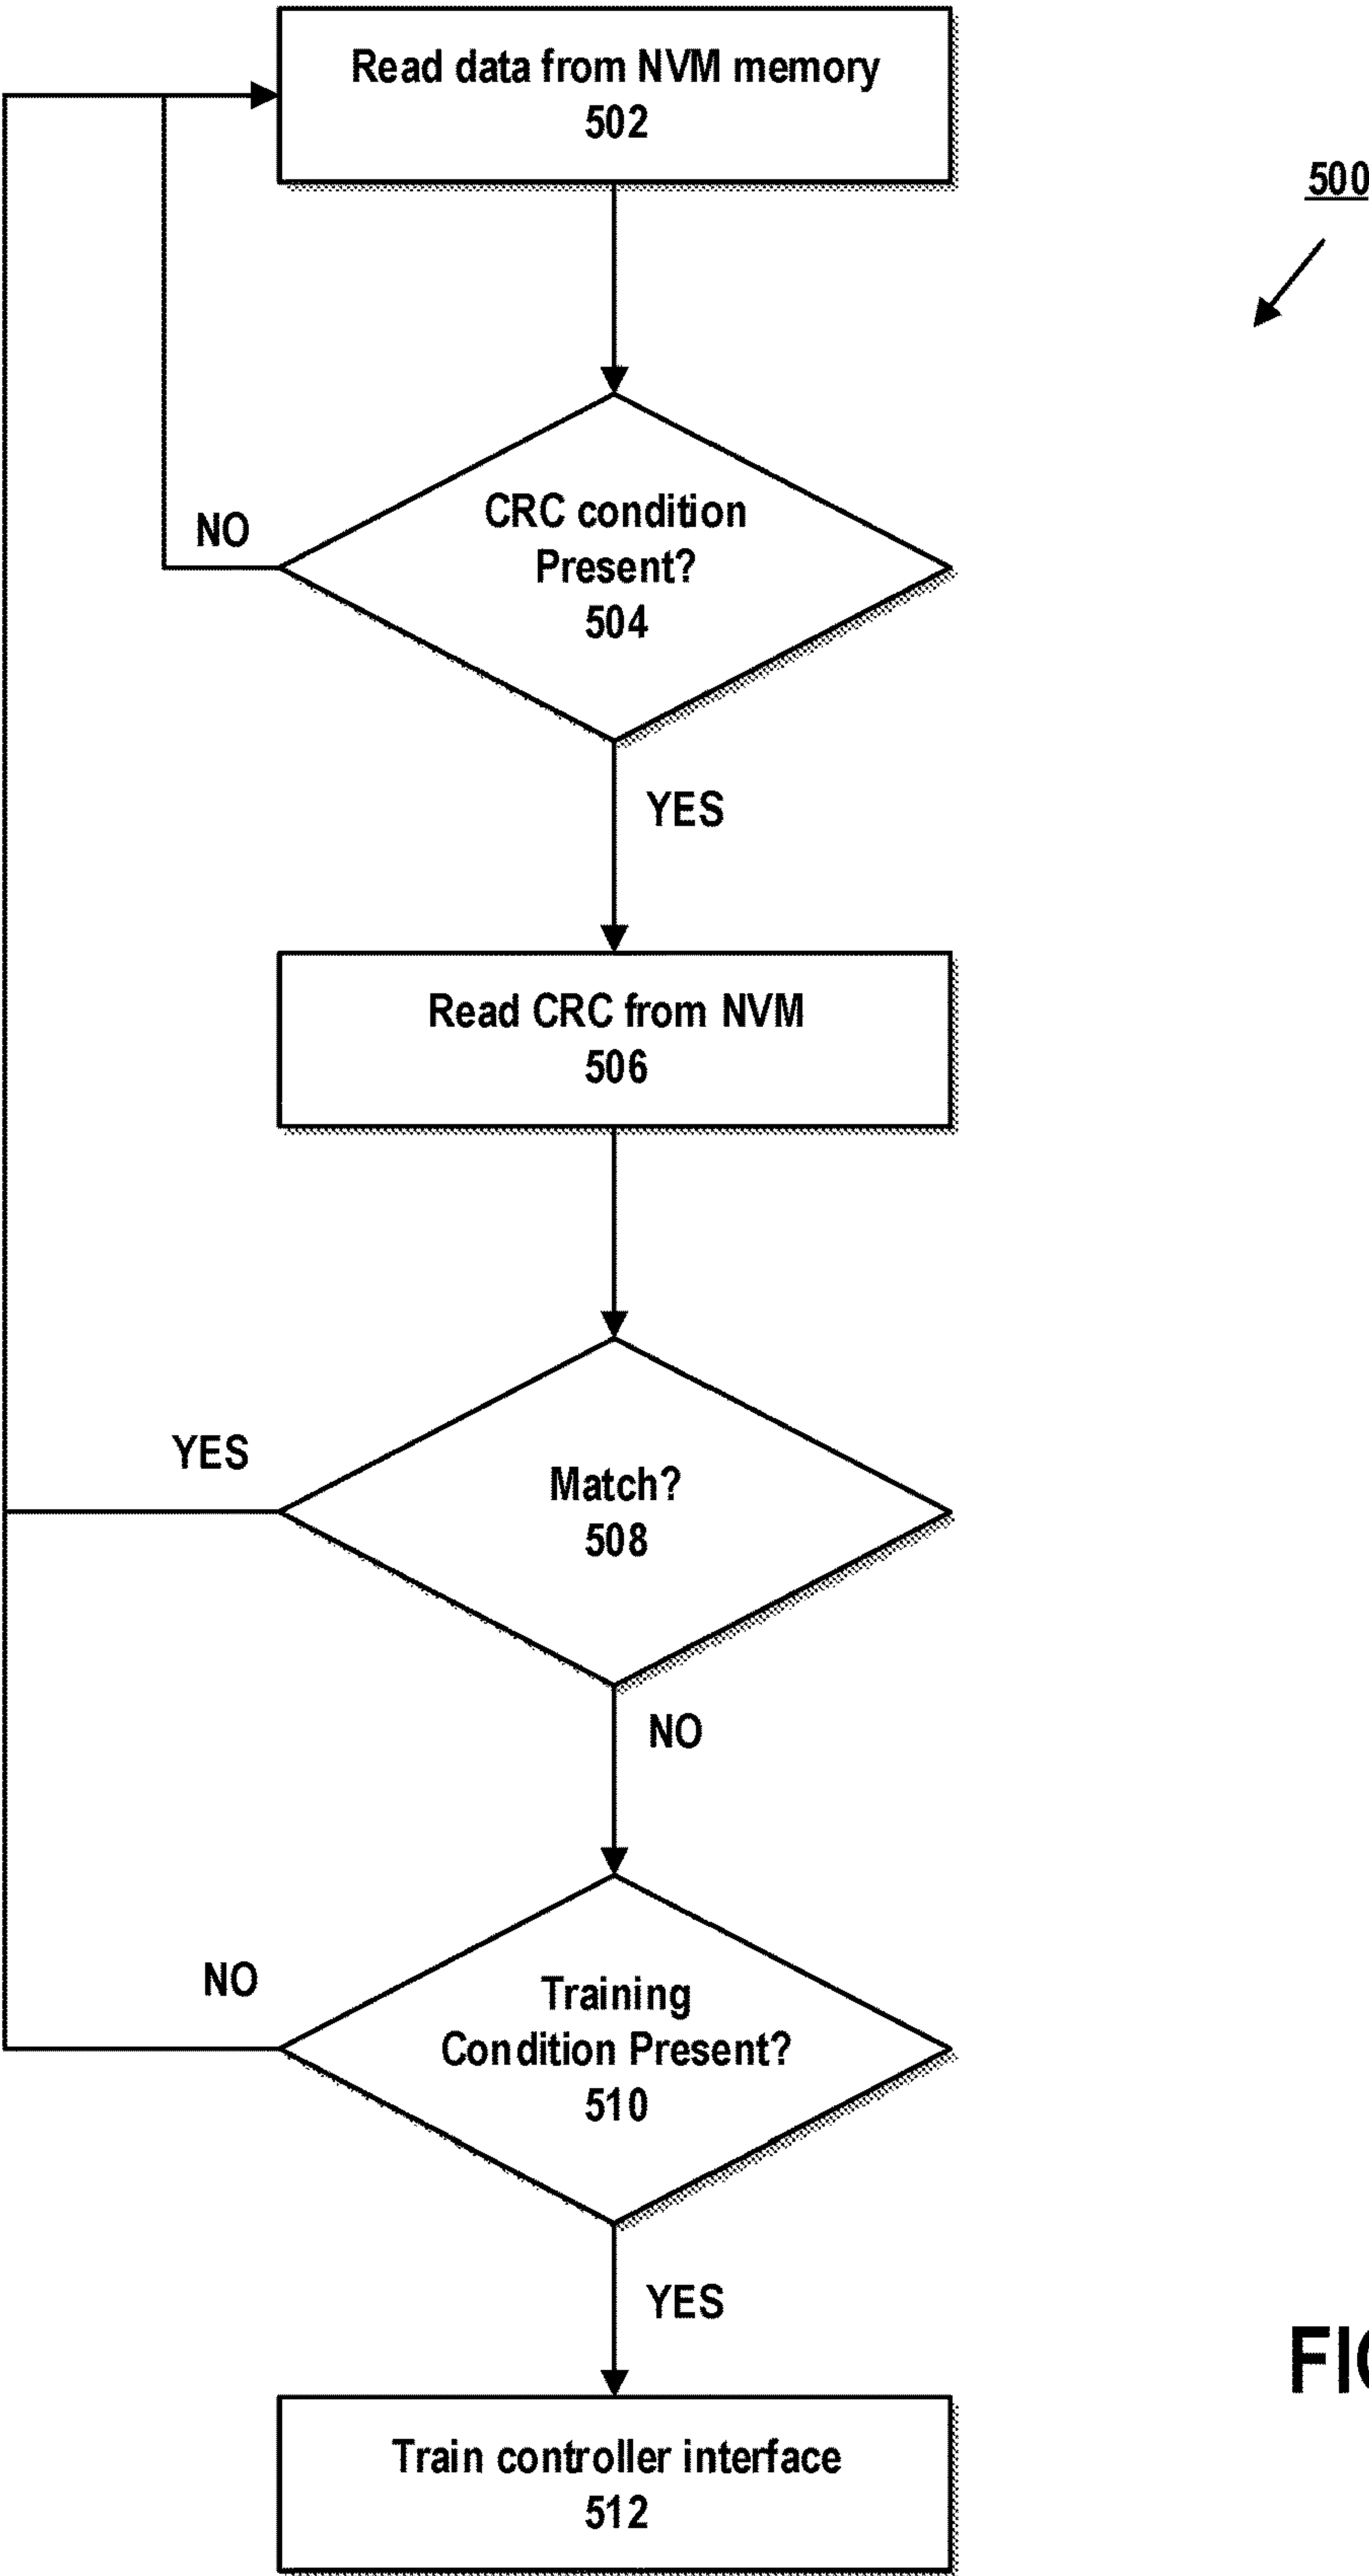 Read data from NVM memory
502
500
CRC condition
Present?
504
NO
YES
Read CRC from NVM
506
Match?
508
YES
NO
Training
Condition Present?
510
NO
YES
Train controller interface
512